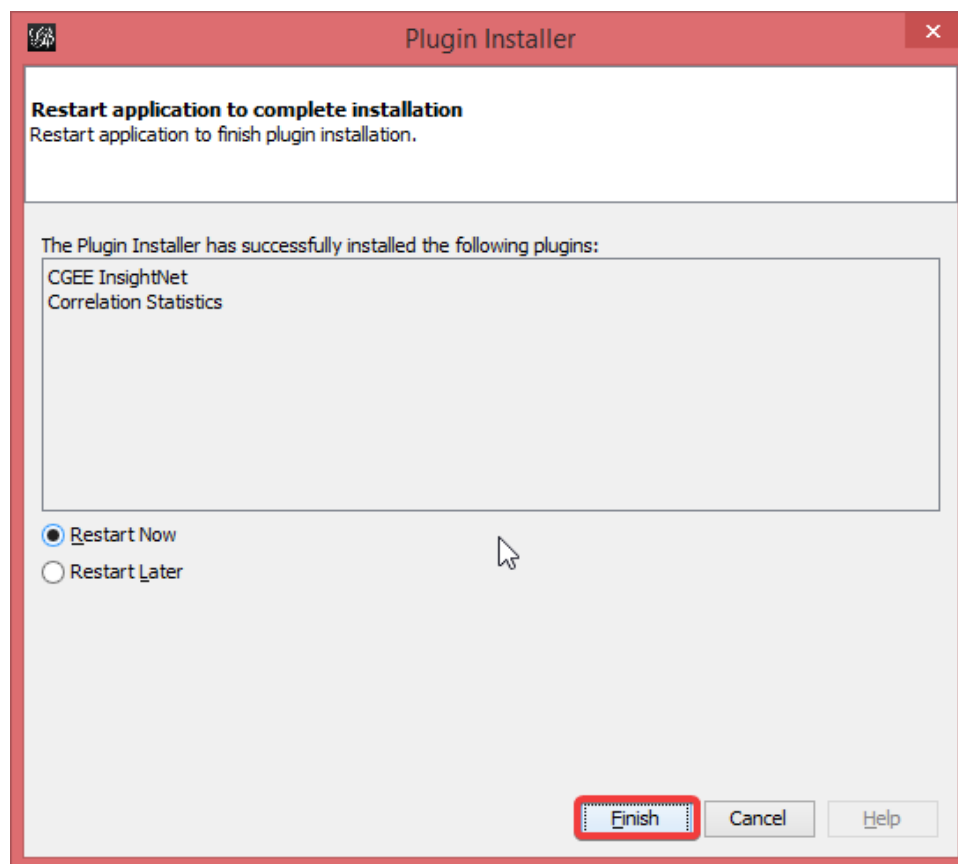 Plugin Installer
Restart application to complete installation
Restart application to finish plugin installation.
The Plugin Installer has successfully installed the following plugins:
CGEE InsightNet
Correlation Statistics
Restart Now
Restart Later
Finish
Cancel
Help